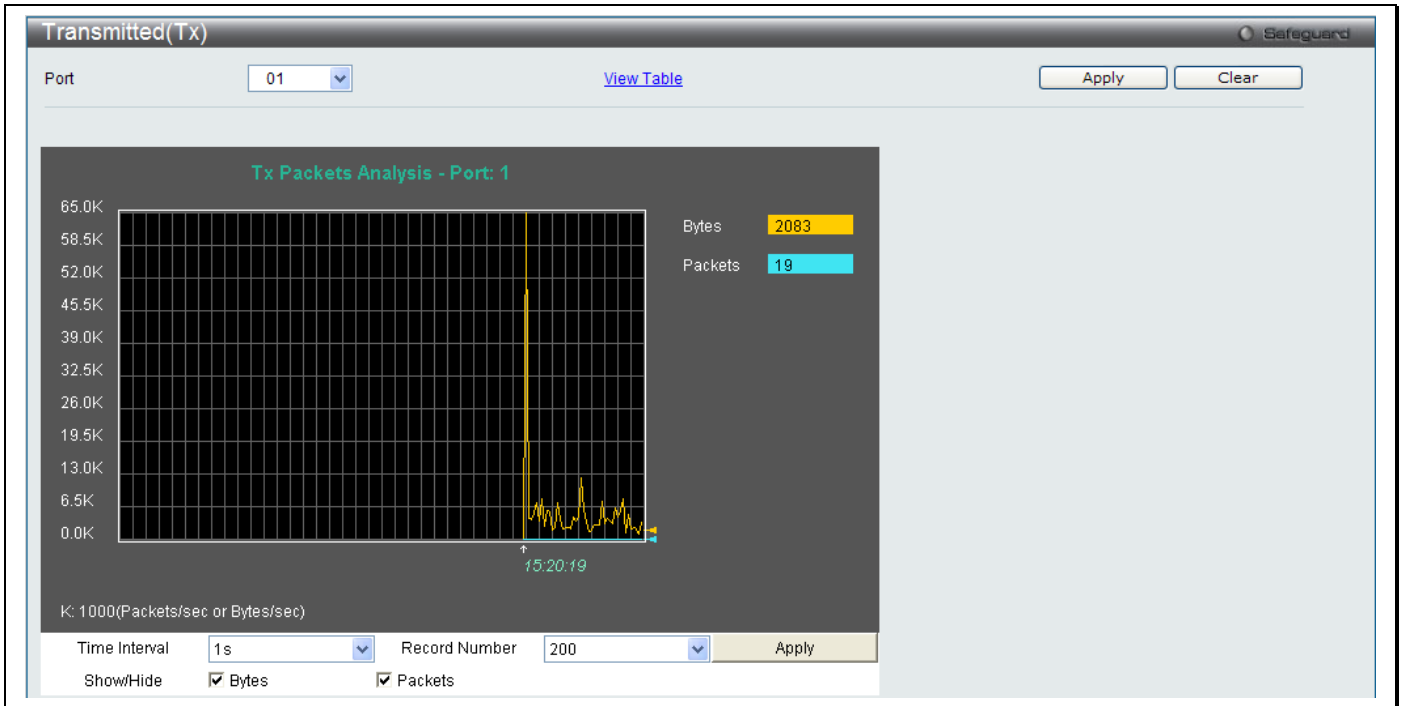 Transmitted(Tx)
Safeguard
Port 01 View Table Apply Clear
Tx Packets Analysis - Port: 1
65.0K
58.5K
52.0K
45.5K
39.0K
32.5K
26.0K
19.5K
13.0K
6.5K
0.0K
Bytes 2083
Packets 19
15:20:19
K: 1000(Packets/sec or Bytes/sec)
Time Interval 1s Record Number 200 Apply
Show/Hide Bytes Packets